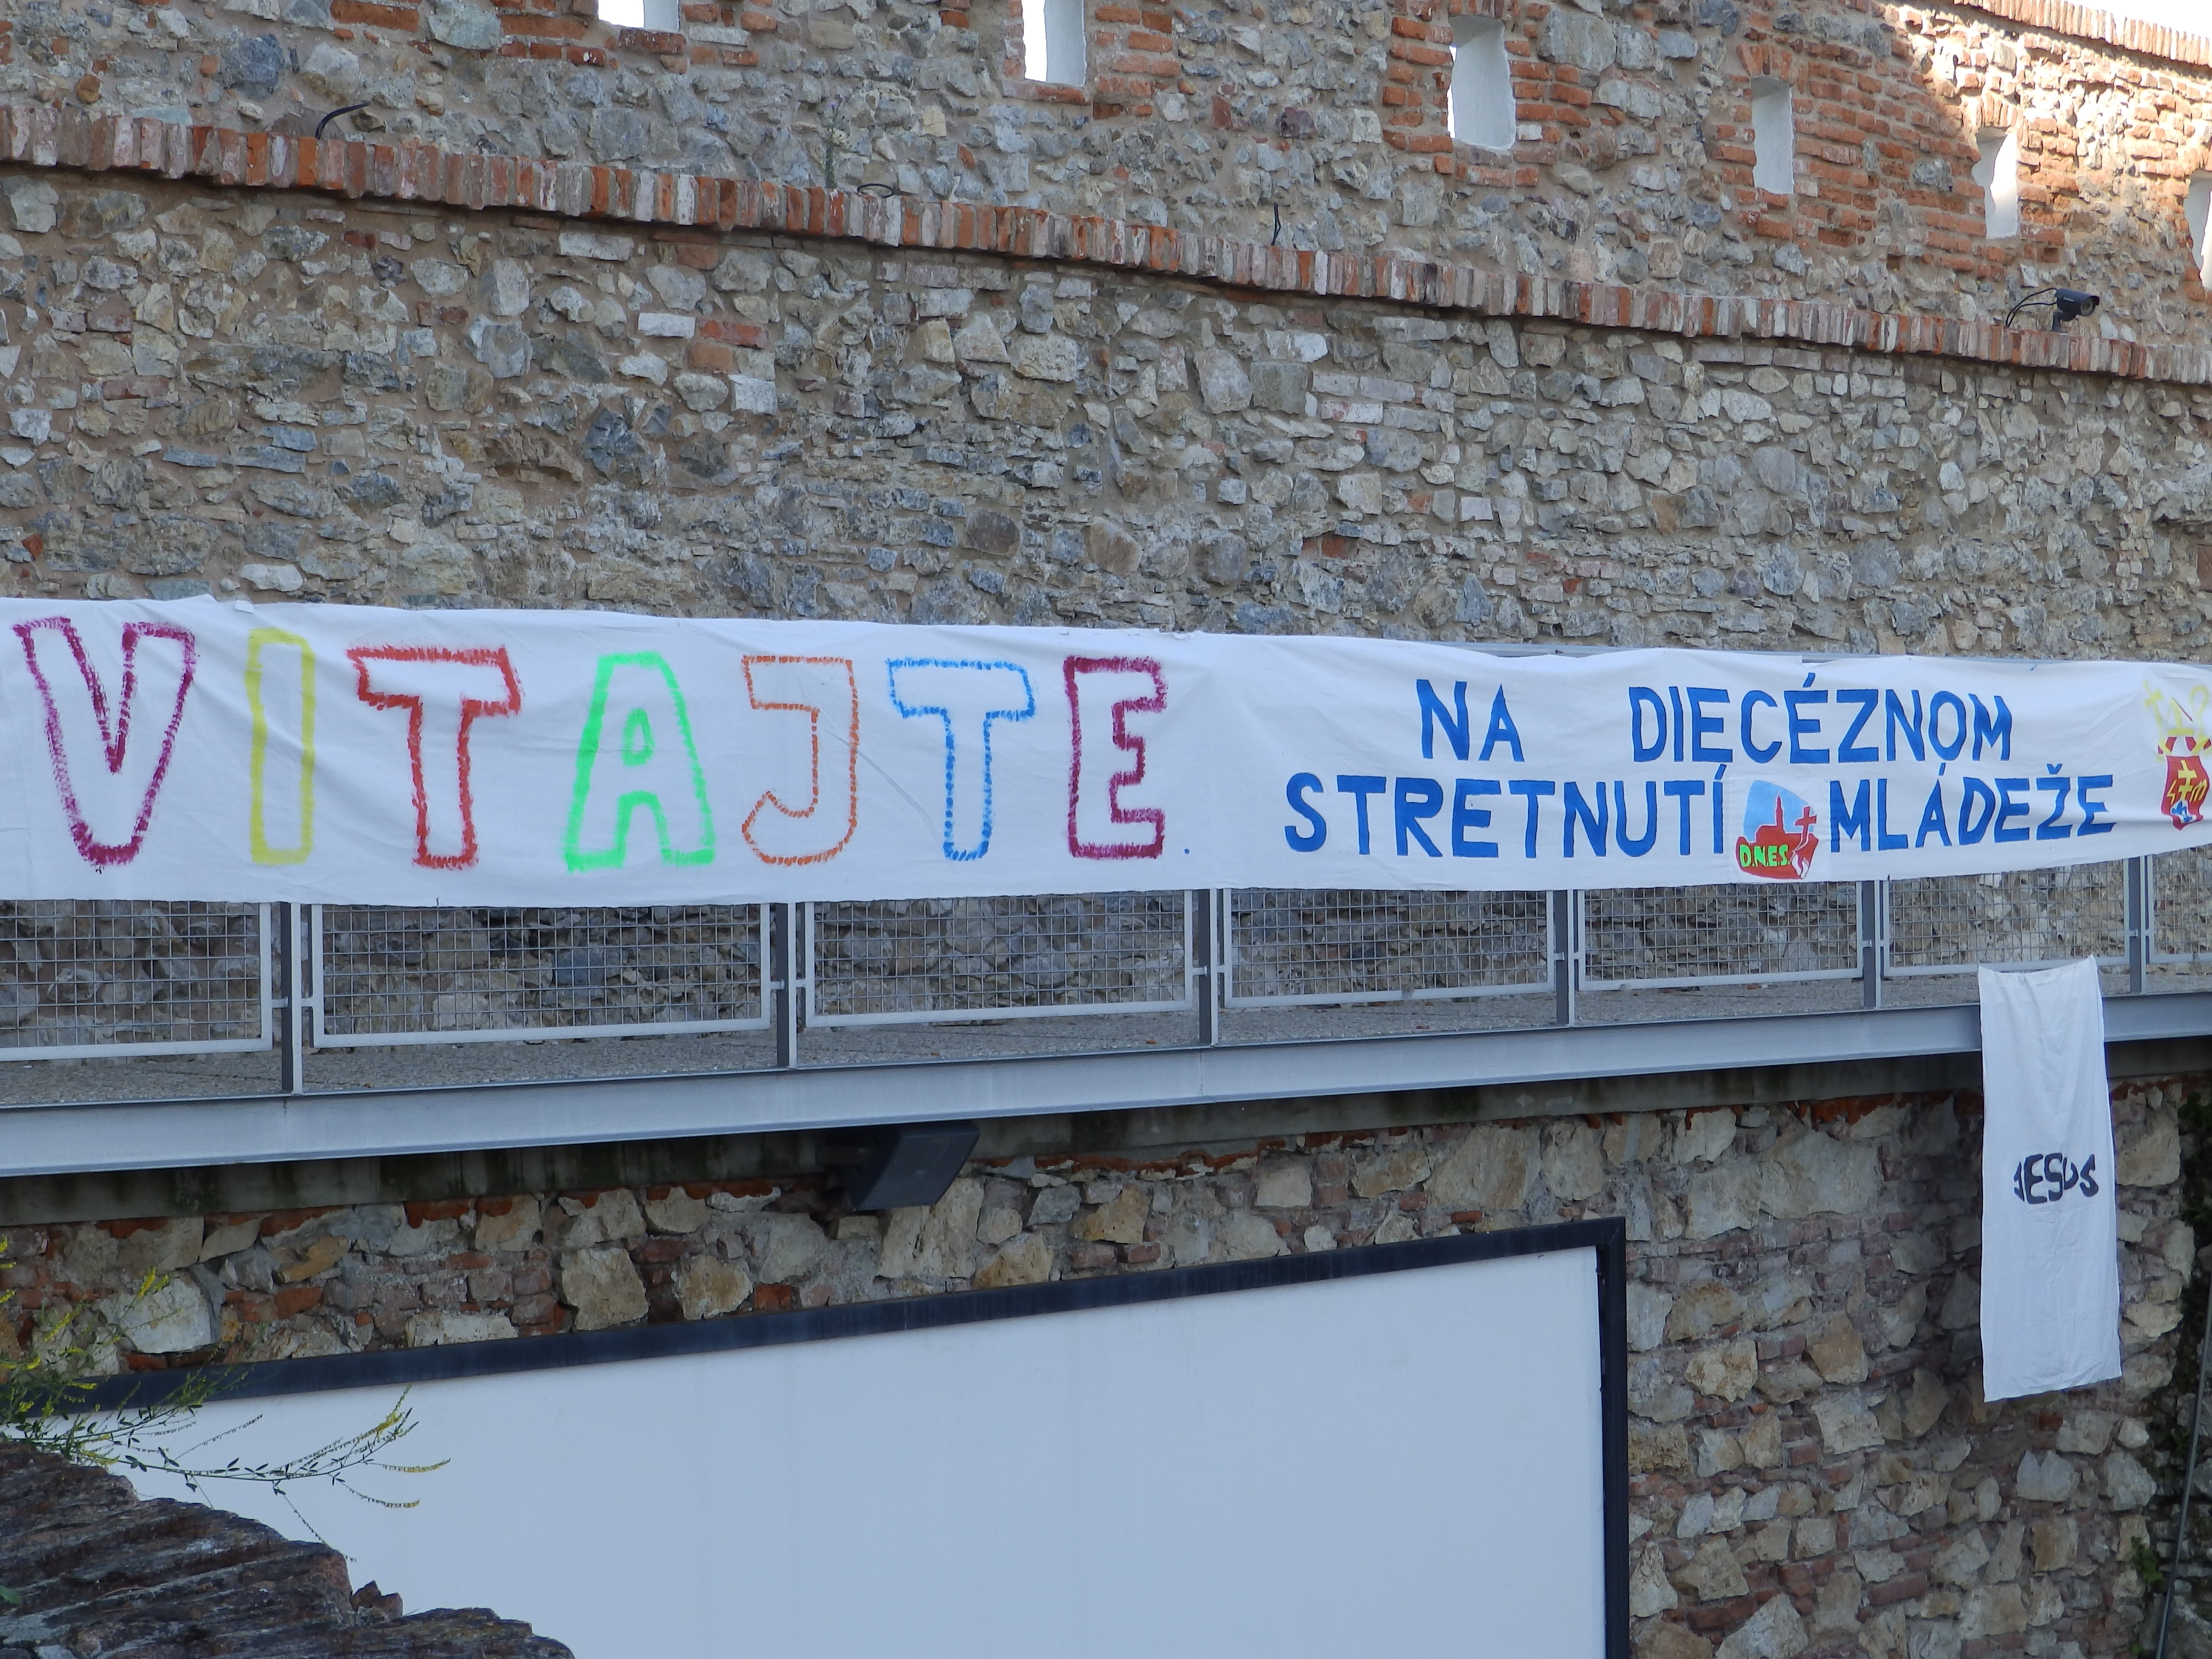 VITAJTE
NA DIECÉZNOM
STRETNUTÍ MLÁDEŽE
D.N.E.S.
JESUS